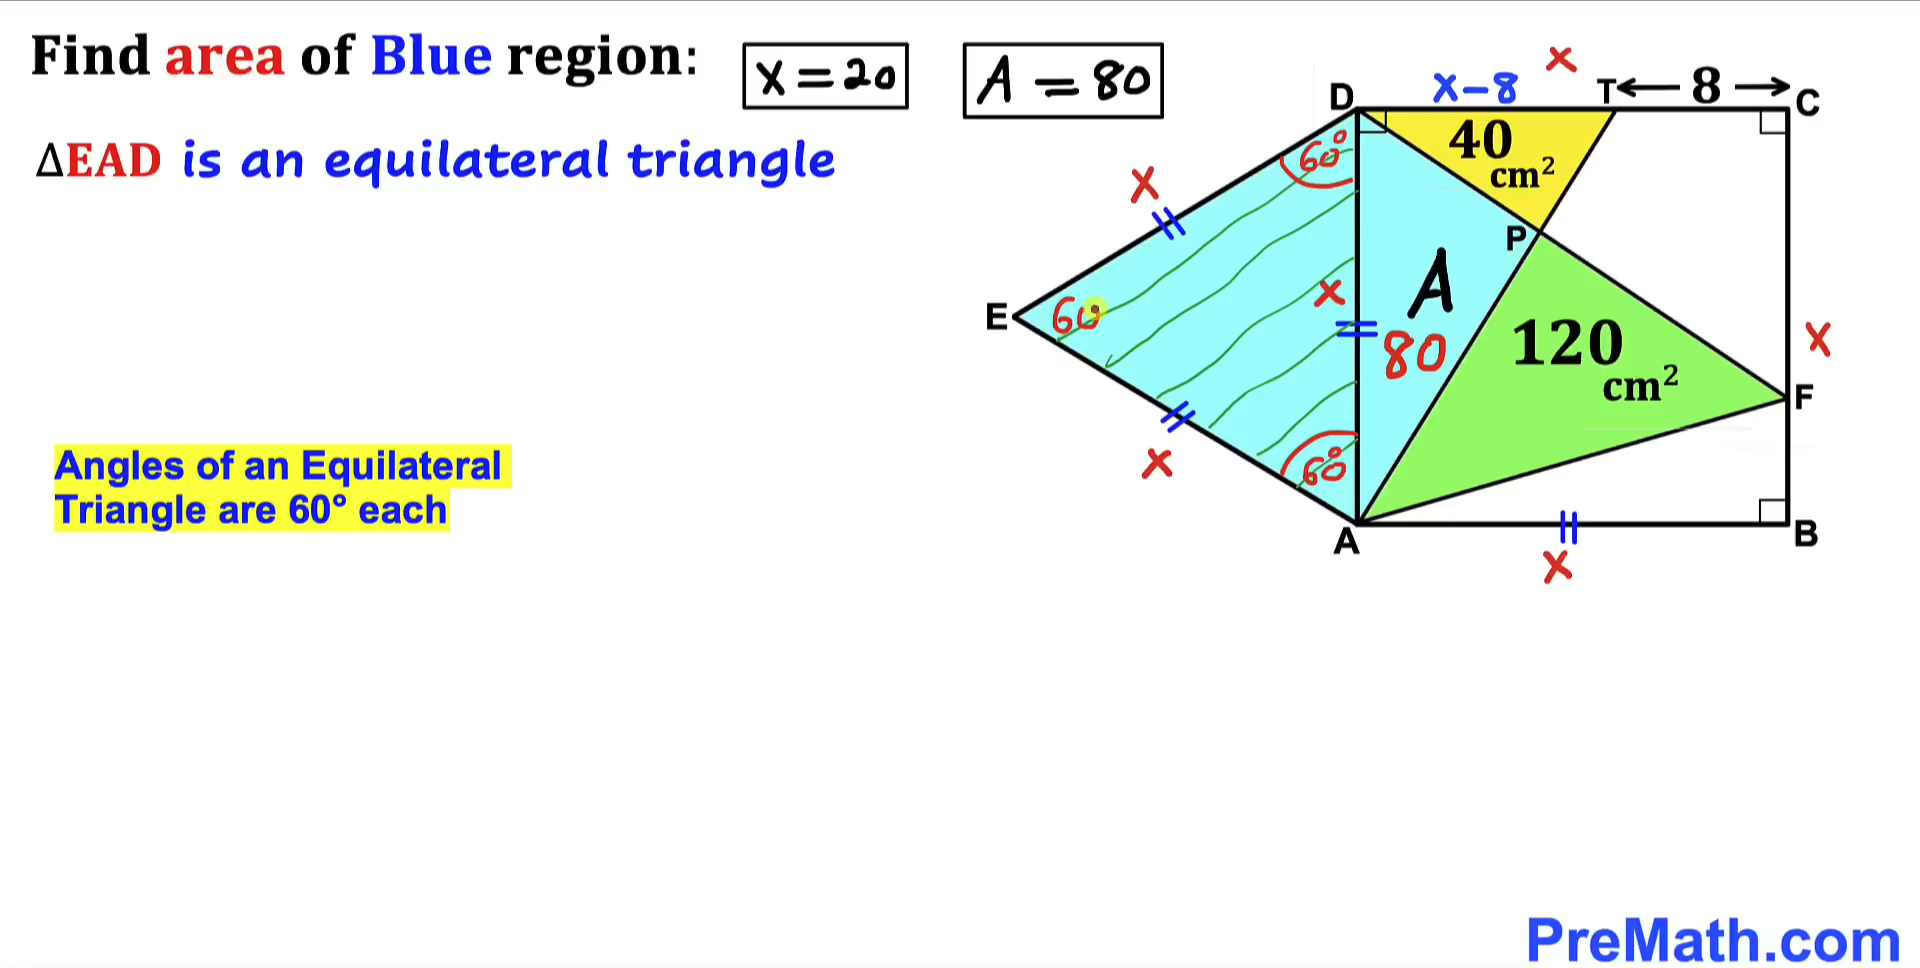 Find area of Blue region:
x = 20
A = 80
ΔEAD is an equilateral triangle
Angles of an Equilateral
Triangle are 60° each
x
D
x-8
T
8
C
40
cm²
60°
x
P
A
x
80
E
60°
120
cm²
x
F
x
60°
A
B
x
PreMath.com